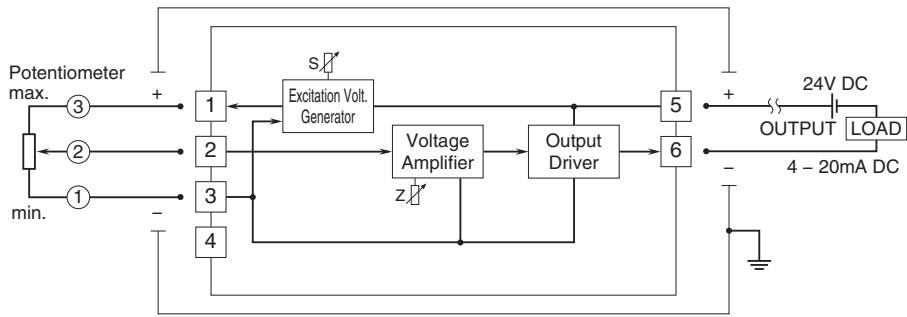 Potentiometer
max.
+
③
1
S
Excitation Volt.
Generator
5
+
24V DC
OUTPUT
LOAD
②
2
Voltage
Amplifier
Output
Driver
6
4 – 20mA DC
①
min.
–
3
Z
–
4